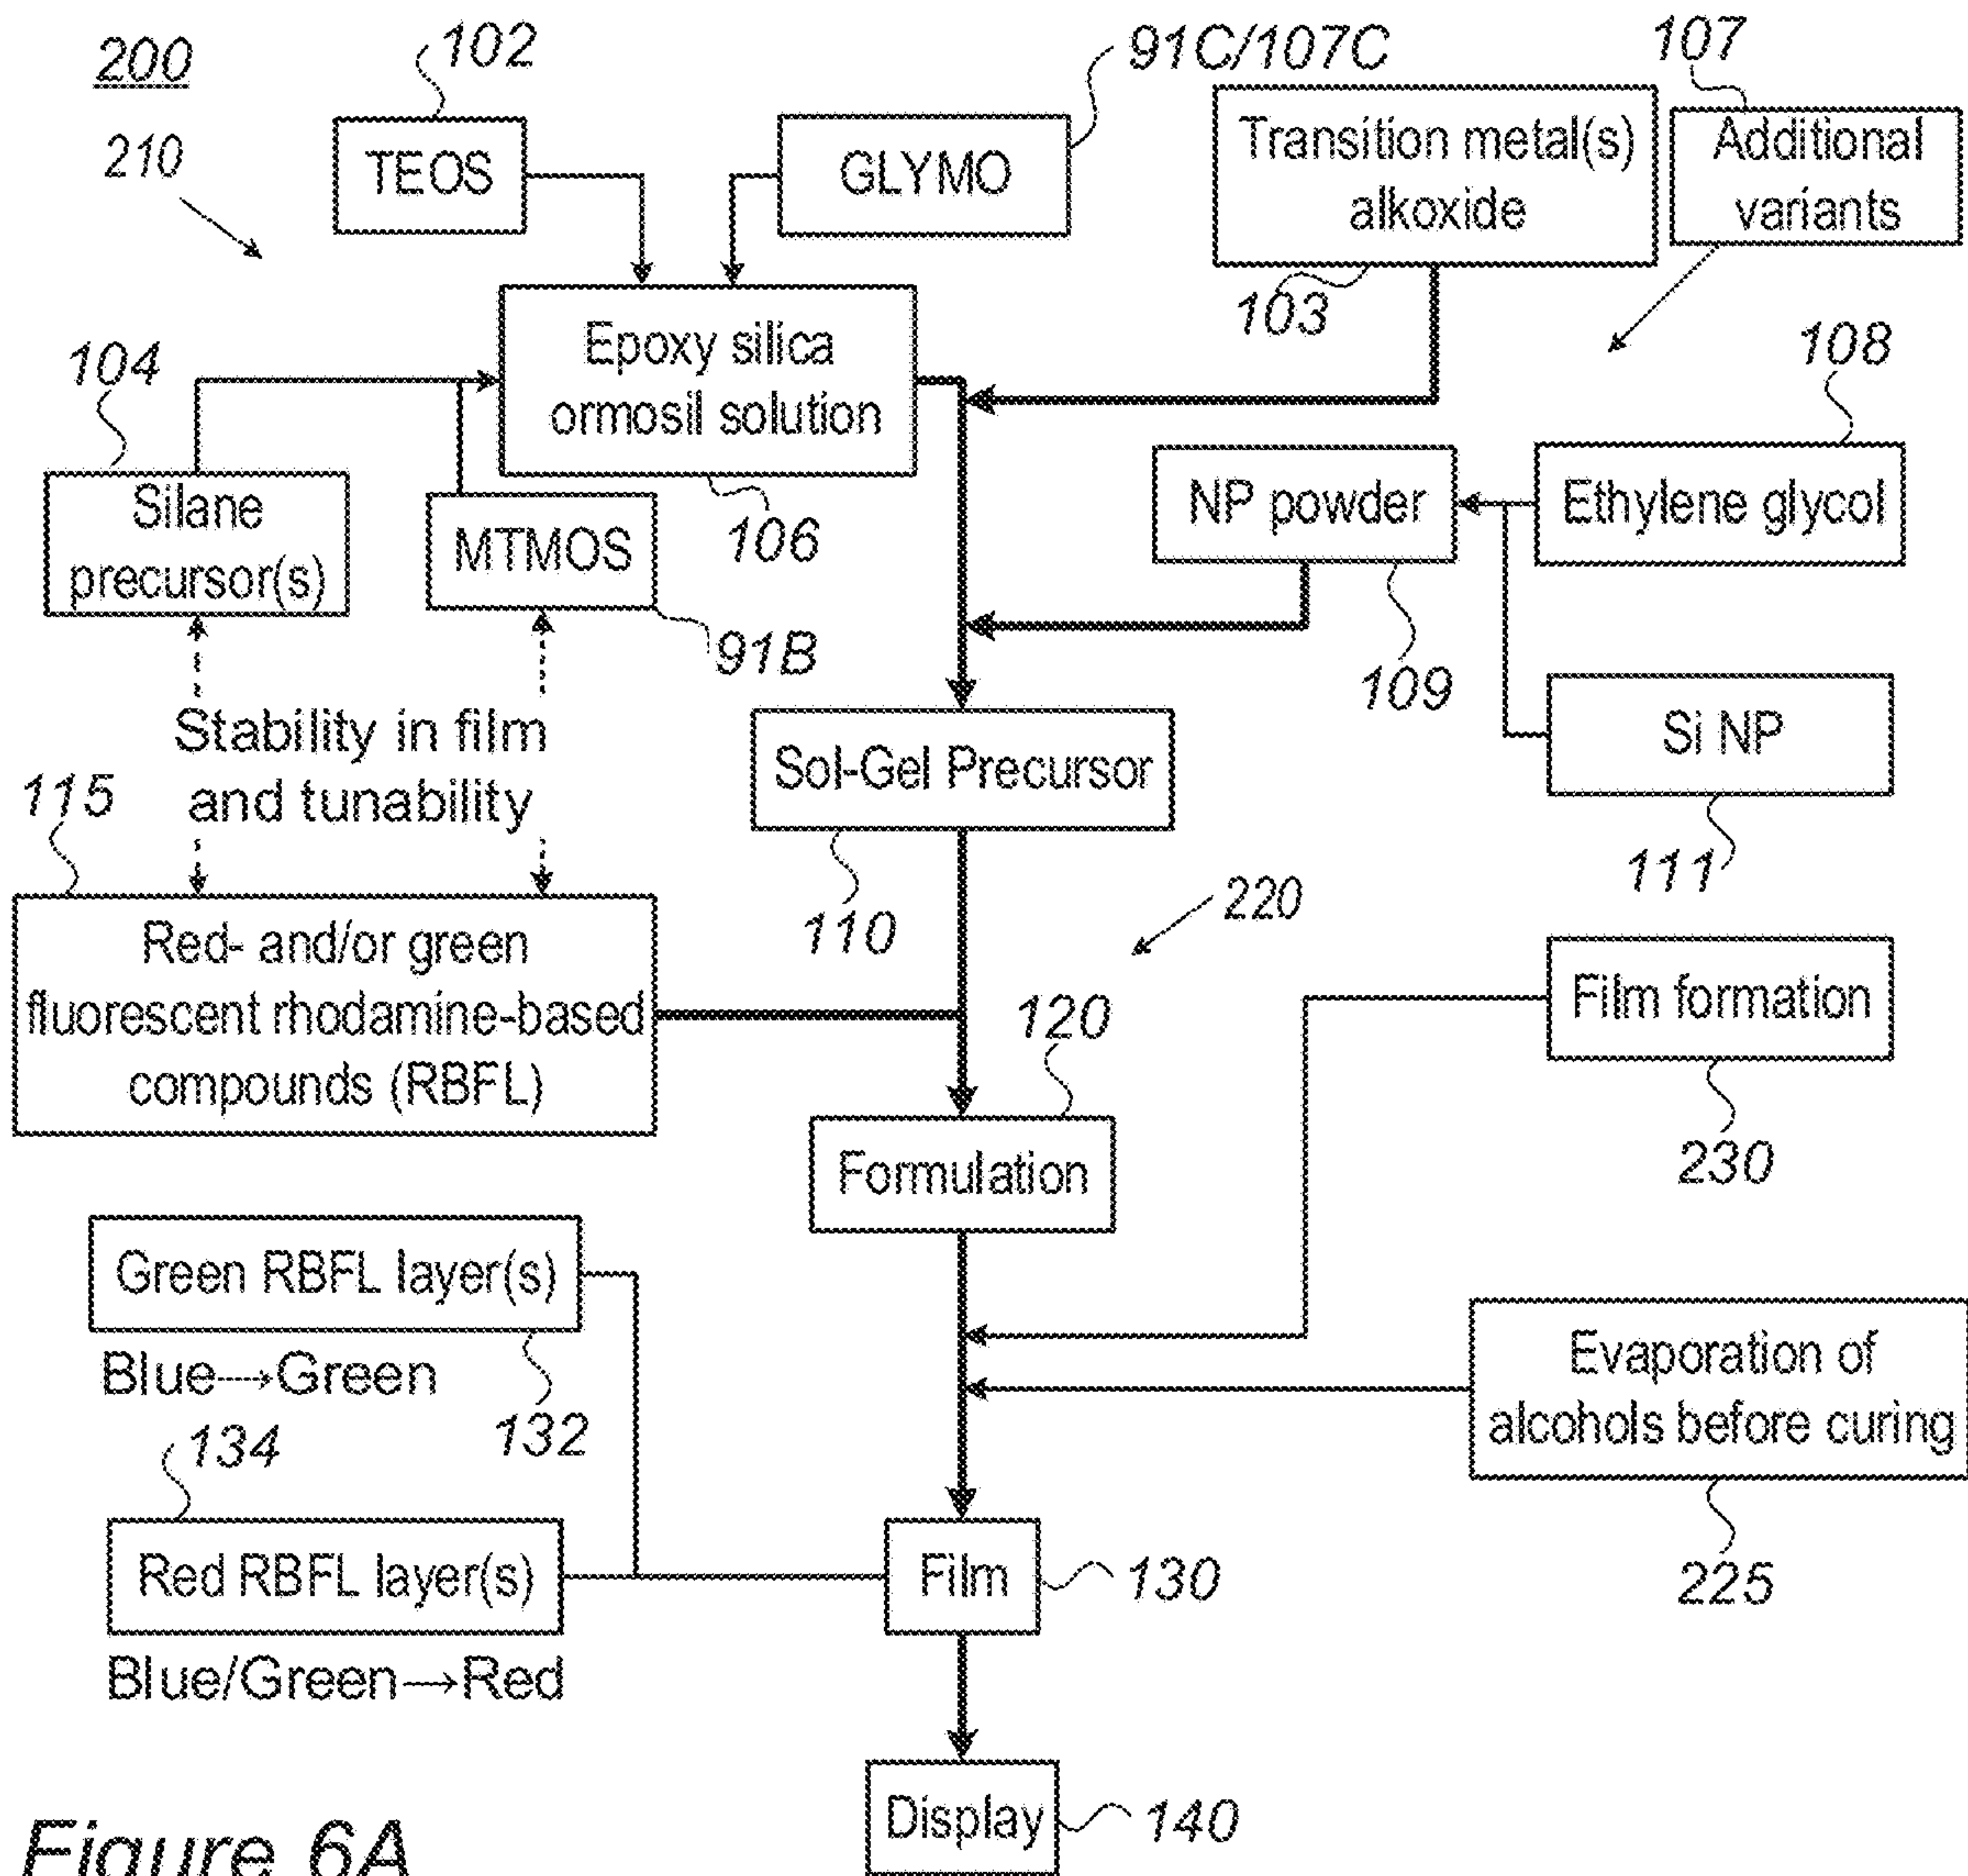 200
210
102
TEOS
91C/107C
GLYMO
Transition metal(s)
alkoxide
103
107
Additional
variants
104
Silane
precursor(s)
Epoxy silica
ormosil solution
106
MTMOS
91B
NP powder
109
108
Ethylene glycol
Si NP
111
Stability in film
and tunability
Sol-Gel Precursor
110
115
Red- and/or green
fluorescent rhodamine-based
compounds (RBFL)
220
120
Formulation
Film formation
230
Green RBFL layer(s)
Blue→Green
132
Evaporation of
alcohols before curing
225
134
Red RBFL layer(s)
Blue/Green→Red
Film
130
Display
140
Figure 6A